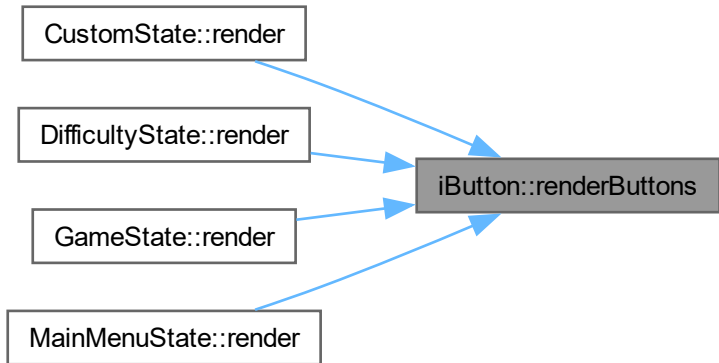 CustomState::render
DifficultyState::render
iButton::renderButtons
GameState::render
MainMenuState::render